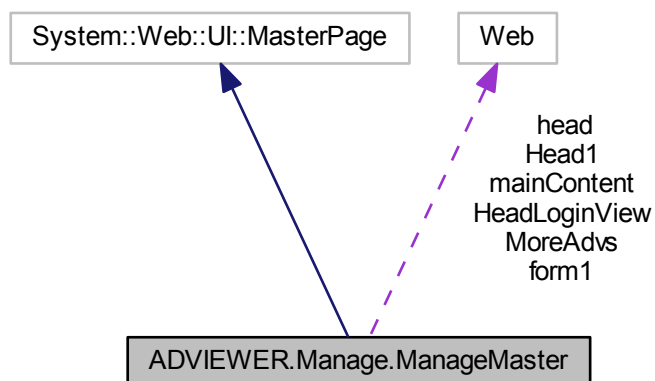 System::Web::UI::MasterPage
Web
head
Head1
mainContent
HeadLoginView
MoreAdvs
form1
ADVIEWER.Manage.ManageMaster